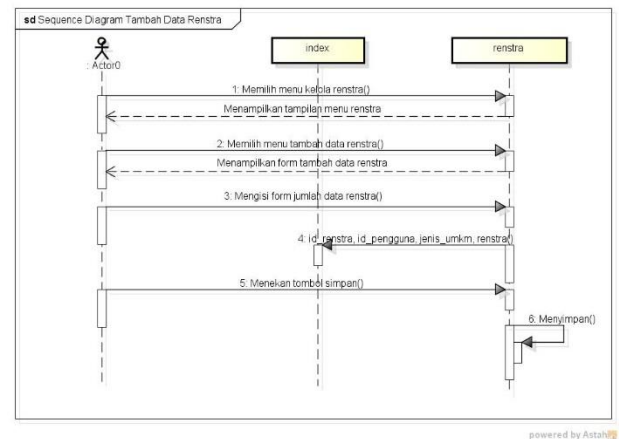 sd Sequence Diagram Tambah Data Renstra
: Actor0
index
renstra
1: Memilih menu kelola renstra()
Menampilkan tampilan menu renstra
2: Memilih menu tambah data renstra()
Menampilkan form tambah data renstra
3: Mengisi form jumlah data renstra()
4: id_renstra, id_pengguna, jenis_umkm, renstra()
5: Menekan tombol simpan()
6: Menyimpan()
powered by Astah